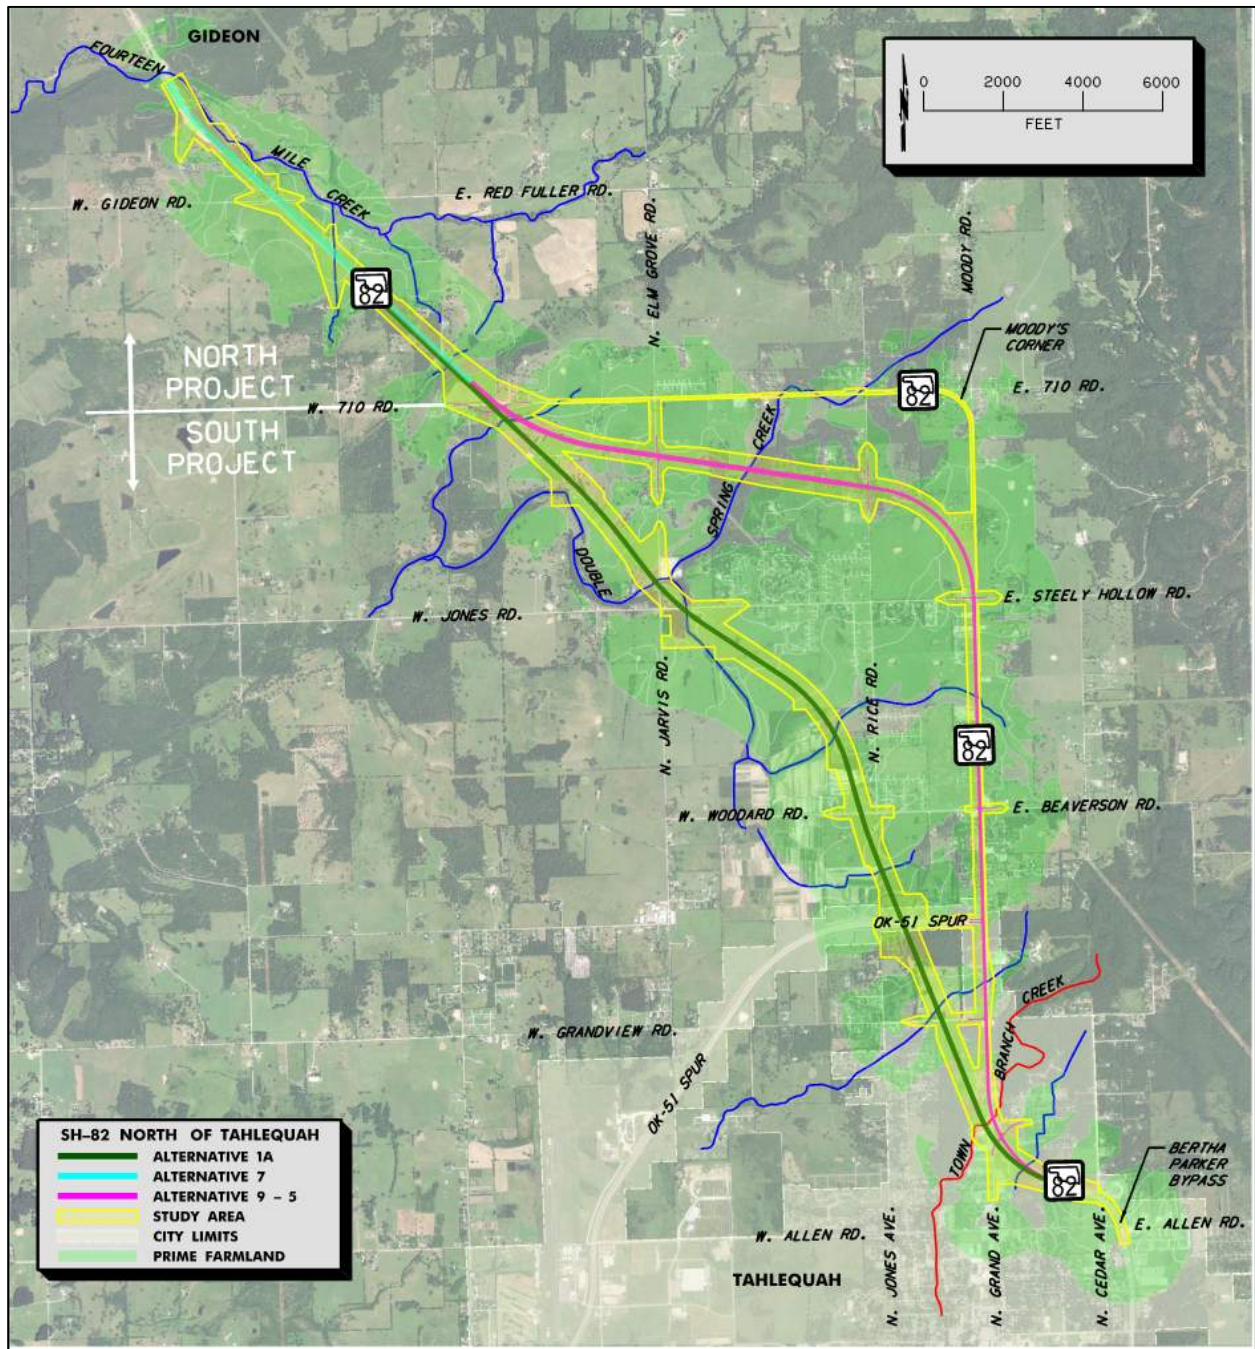 GIDEON
FOURTEEN
MILE
CREEK
W. GIDEON RD.
E. RED FULLER RD.
N. ELM GROVE RD.
MOODY RD.
0 2000 4000 6000
FEET
82
NORTH
PROJECT
SOUTH
PROJECT
W. 710 RD.
MOODY'S
CORNER
82
E. 710 RD.
SPRING
CREEK
DOUBLE
W. JONES RD.
E. STEELY HOLLOW RD.
N. JARVIS RD.
N. RICE RD.
82
W. WOODARD RD.
E. BEAVERSON RD.
OK-51 SPUR
W. GRANDVIEW RD.
OK-51 SPUR
TOWN
BRANCH
CREEK
82
BERTHA
PARKER
BYPASS
W. ALLEN RD.
E. ALLEN RD.
N. JONES AVE.
N. GRAND AVE.
N. CEDAR AVE.
TAHLEQUAH
SH-82 NORTH OF TAHLEQUAH
ALTERNATIVE 1A
ALTERNATIVE 7
ALTERNATIVE 9 - 5
STUDY AREA
CITY LIMITS
PRIME FARMLAND